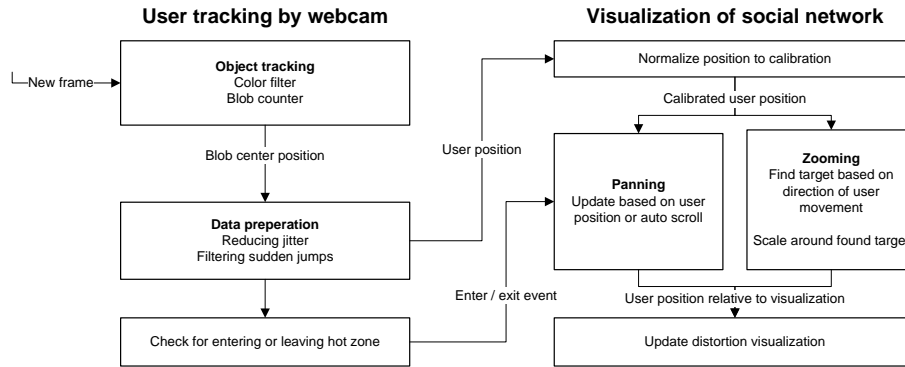 User tracking by webcam
New frame
Object tracking
Color filter
Blob counter
Blob center position
Data preperation
Reducing jitter
Filtering sudden jumps
Check for entering or leaving hot zone
User position
Enter / exit event
Visualization of social network
Normalize position to calibration
Calibrated user position
Panning
Update based on user
position or auto scroll
Zooming
Find target based on
direction of user
movement
Scale around found target
User position relative to visualization
Update distortion visualization